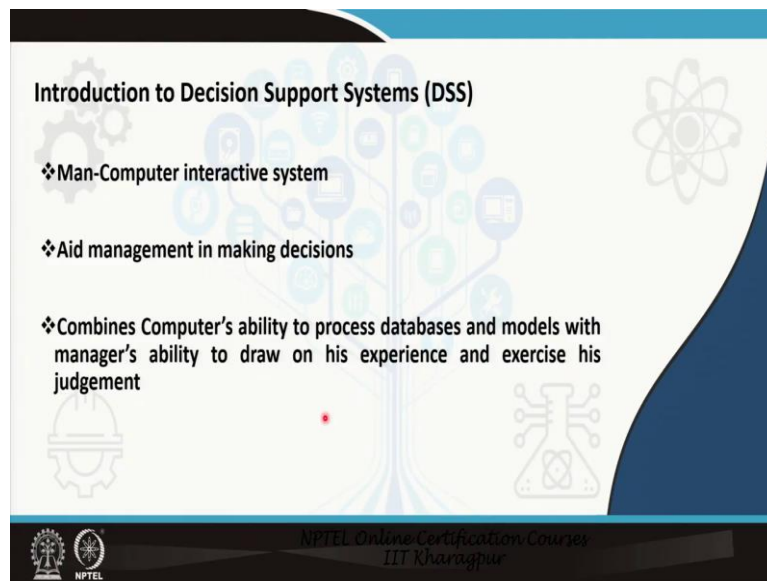 Introduction to Decision Support Systems (DSS)
❖Man-Computer interactive system
❖Aid management in making decisions
❖Combines Computer's ability to process databases and models with
manager's ability to draw on his experience and exercise his
judgement
NPTEL Online Certification Courses
IIT Kharagpur
NPTEL